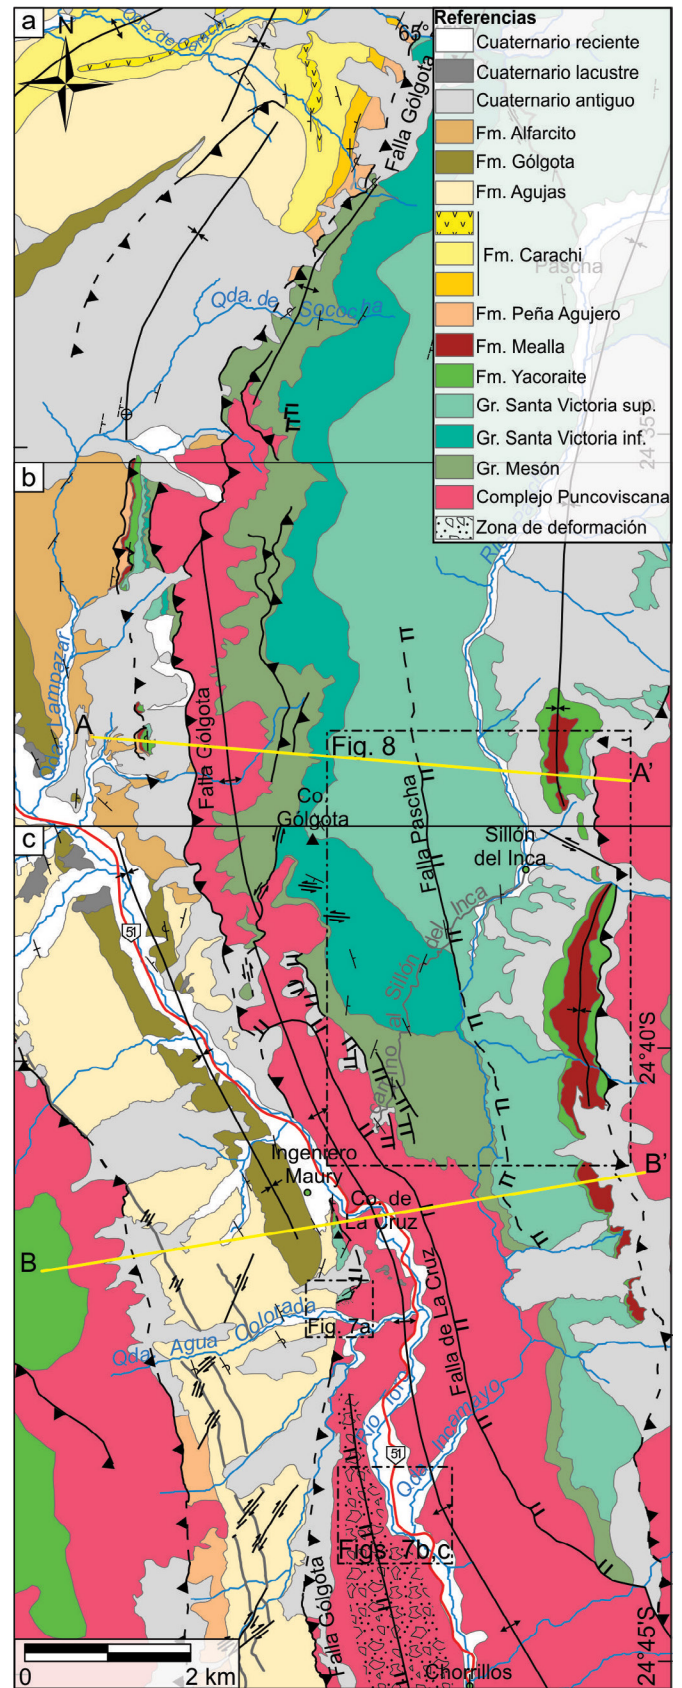 a
N
Qda. de Carachi
65°
Falla Gólgota
Referencias
Cuaternario reciente
Cuaternario lacustre
Cuaternario antiguo
Fm. Alfarcito
Fm. Gólgota
Fm. Agujas
Fm. Carachi
Fm. Peña Agujero
Fm. Mealla
Fm. Yacoraite
Gr. Santa Victoria sup.
Gr. Santa Victoria inf.
Gr. Mesón
Complejo Puncoviscana
Zona de deformación
Pascha
Qda. de Sococha
24°35'
b
Qda. Lampazar
A
Falla Gólgota
Fig. 8
A'
Falla Pascha
Co.
Gólgota
c
Sillón
del Inca
51
Camino al Sillón del Inca
24°40'S
Ingeniero
Maury
B'
Co. de
La Cruz
B
Qda. Agua Colorada
Fig. 7a
Falla de La Cruz
Río Toro
Qda. Incamayo
51
Figs. 7b,c
Falla Gólgota
24°45'S
0 2 km
Chorrillos